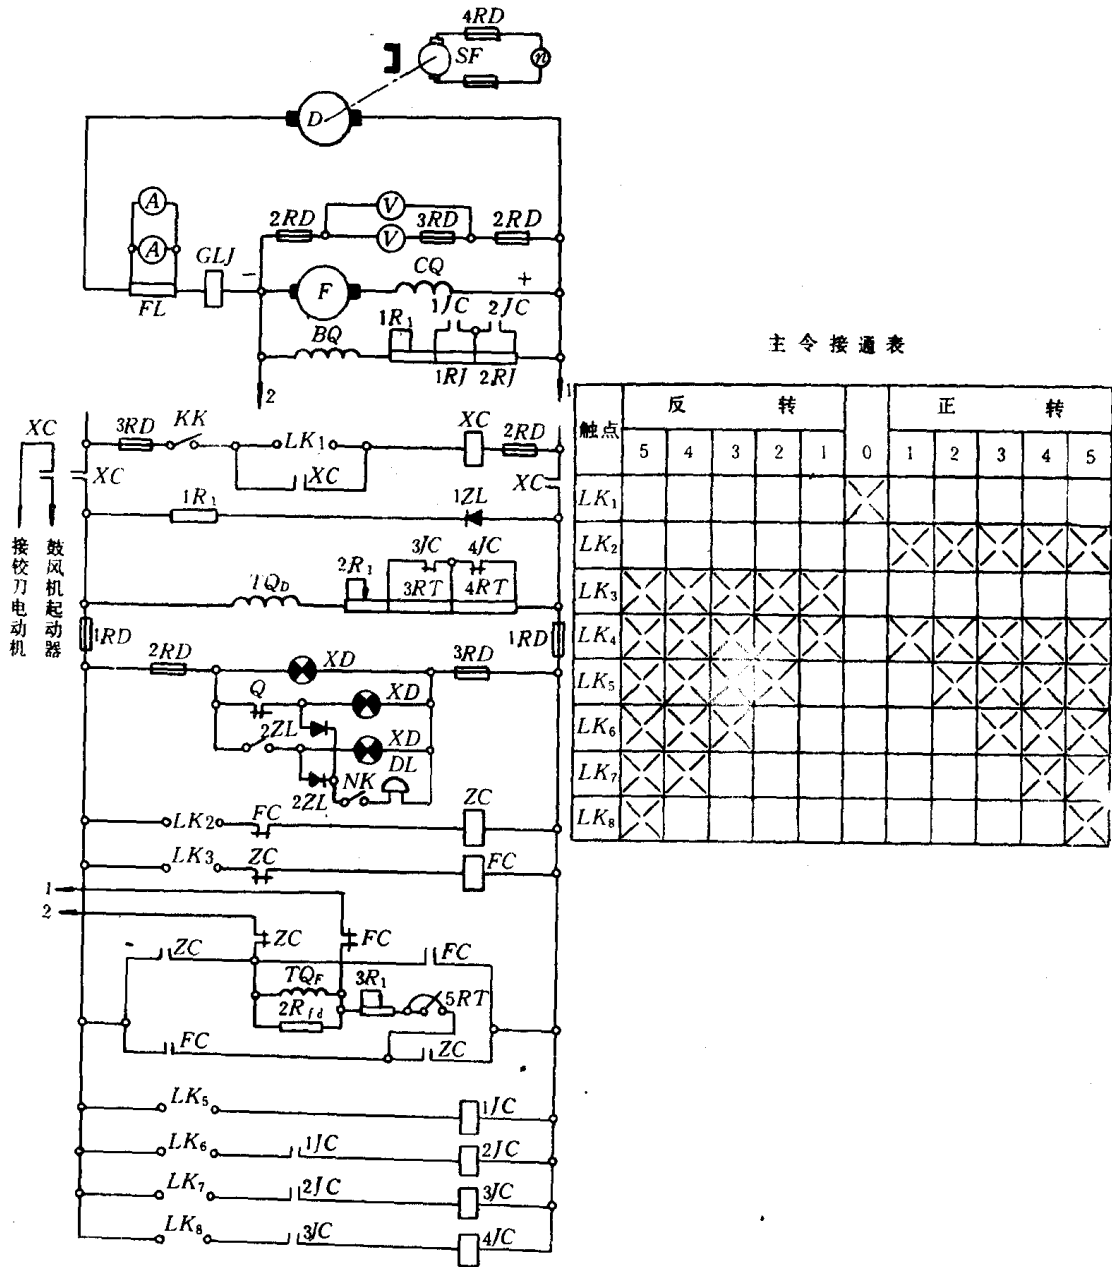 4RD
SF
n
D
A
V
2RD
3RD
2RD
A
V
GLJ
CQ
−
+
F
FL
1JC
2JC
1R₁
BQ
1RJ
2RJ
2
1
XC
3RD
KK
LK₁
XC
2RD
XC
XC
1R₁
1ZL
接铰刀电动机
鼓风机起动器
3JC
4JC
2R₁
TQ_D
3RT
4RT
1RD
1RD
2RD
XD
3RD
Q
XD
2ZL
XD
DL
NK
2ZL
LK2
FC
ZC
LK3
ZC
FC
1
2
ZC
ZC
FC
FC
TQ_F
3R₁
5RT
2R_fd
FC
ZC
LK₅
1JC
LK₆
1JC
2JC
LK₇
2JC
3JC
LK₈
3JC
4JC
主令接通表
触点 反转 正转
5 4 3 2 1 0 1 2 3 4 5
LK₁
LK₂
LK₃
LK₄
LK₅
LK₆
LK₇
LK₈